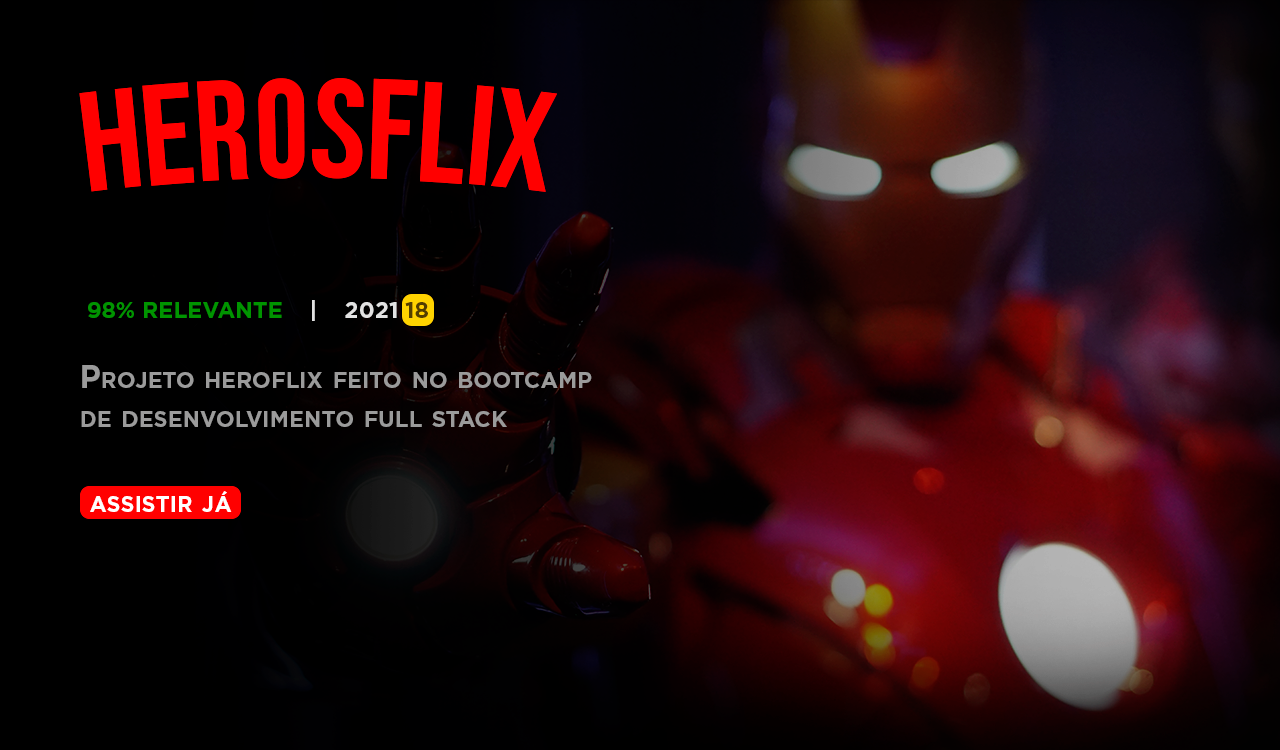 HEROSFLIX
98% RELEVANTE | 2021 18
Projeto heroflix feito no bootcamp
de desenvolvimento full stack
ASSISTIR JÁ